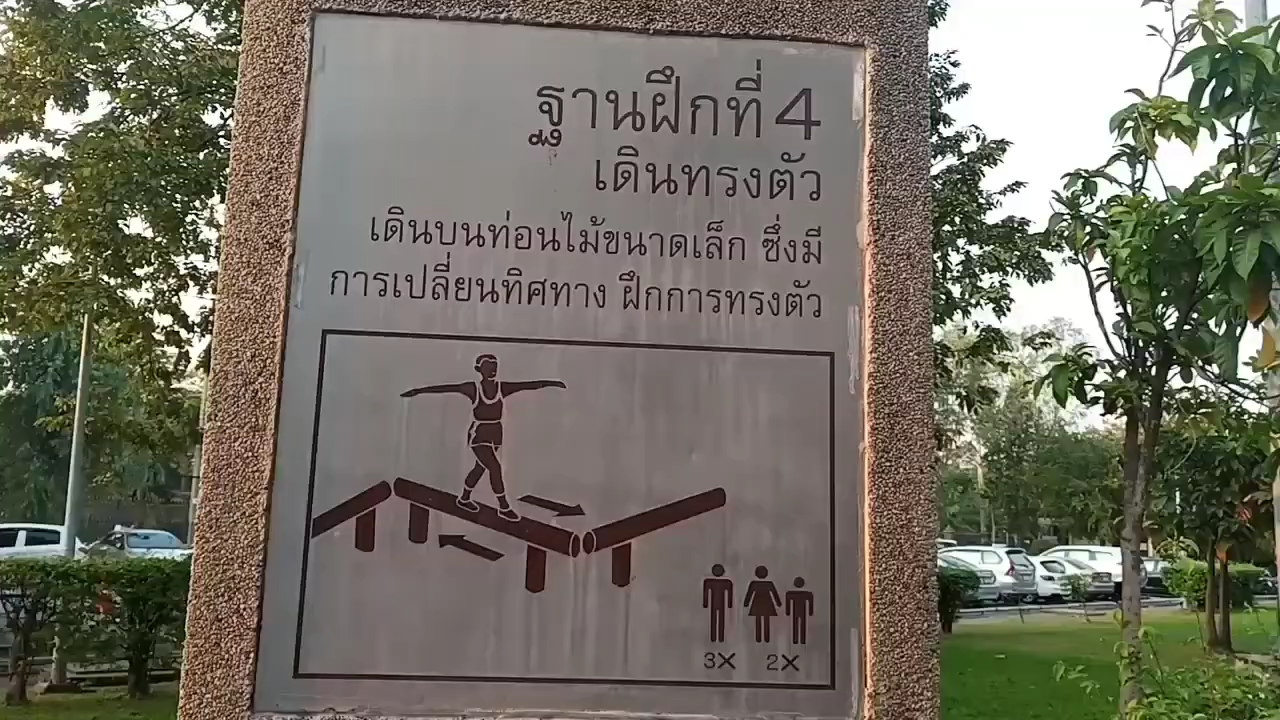 ฐานฝึกที่ 4
เดินทรงตัว
เดินบนท่อนไม้ขนาดเล็ก ซึ่งมี
การเปลี่ยนทิศทาง ฝึกการทรงตัว
3X 2X